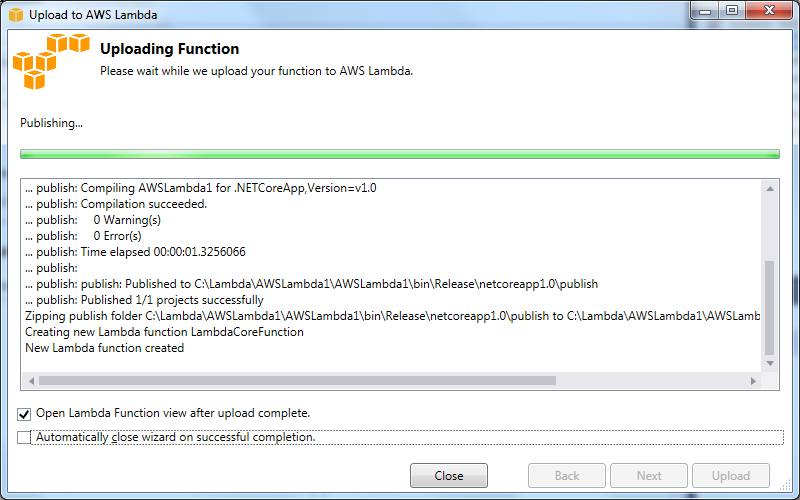 Upload to AWS Lambda
Uploading Function
Please wait while we upload your function to AWS Lambda.
Publishing...
... publish: Compiling AWSLambda1 for .NETCoreApp,Version=v1.0
... publish: Compilation succeeded.
... publish: 0 Warning(s)
... publish: 0 Error(s)
... publish: Time elapsed 00:00:01.3256066
... publish:
... publish: publish: Published to C:\Lambda\AWSLambda1\AWSLambda1\bin\Release\netcoreapp1.0\publish
... publish: Published 1/1 projects successfully
Zipping publish folder C:\Lambda\AWSLambda1\AWSLambda1\bin\Release\netcoreapp1.0\publish to C:\Lambda\AWSLambda1\AWSLamb
Creating new Lambda function LambdaCoreFunction
New Lambda function created
Open Lambda Function view after upload complete.
Automatically close wizard on successful completion.
Close Back Next Upload